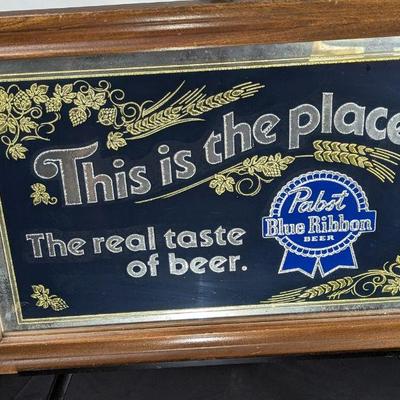 This is the place
The real taste
of beer.
Pabst
Blue Ribbon
BEER